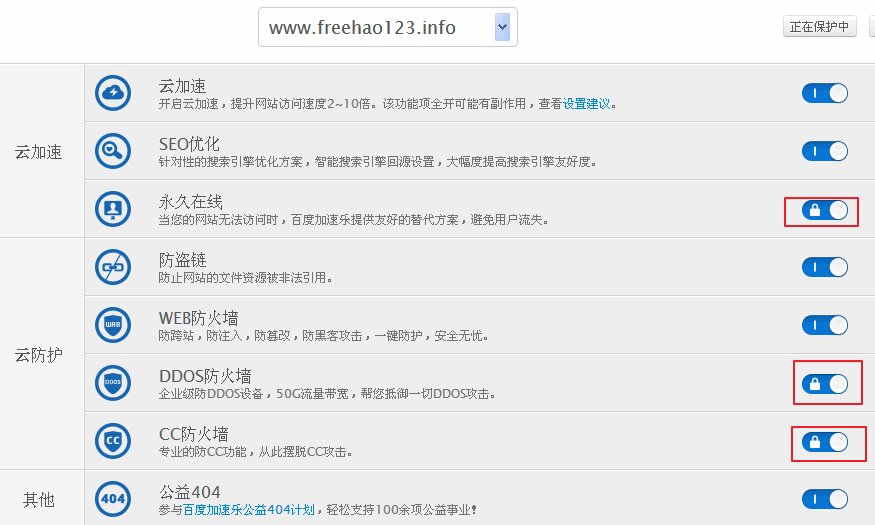 www.freehao123.info
正在保护中
云加速
云加速
开启云加速，提升网站访问速度2~10倍。该功能项全开可能有副作用，查看设置建议。
SEO优化
针对性的搜索引擎优化方案，智能搜索引擎回源设置，大幅度提高搜索引擎友好度。
永久在线
当您的网站无法访问时，百度加速乐提供友好的替代方案，避免用户流失。
云防护
防盗链
防止网站的文件资源被非法引用。
WAB
WEB防火墙
防跨站，防注入，防篡改，防黑客攻击，一键防护，安全无忧。
DDOS
DDOS防火墙
企业级防DDOS设备，50G流量带宽，帮您抵御一切DDOS攻击。
CC
CC防火墙
专业的防CC功能，从此摆脱CC攻击。
其他
404
公益404
参与百度加速乐公益404计划，轻松支持100余项公益事业!